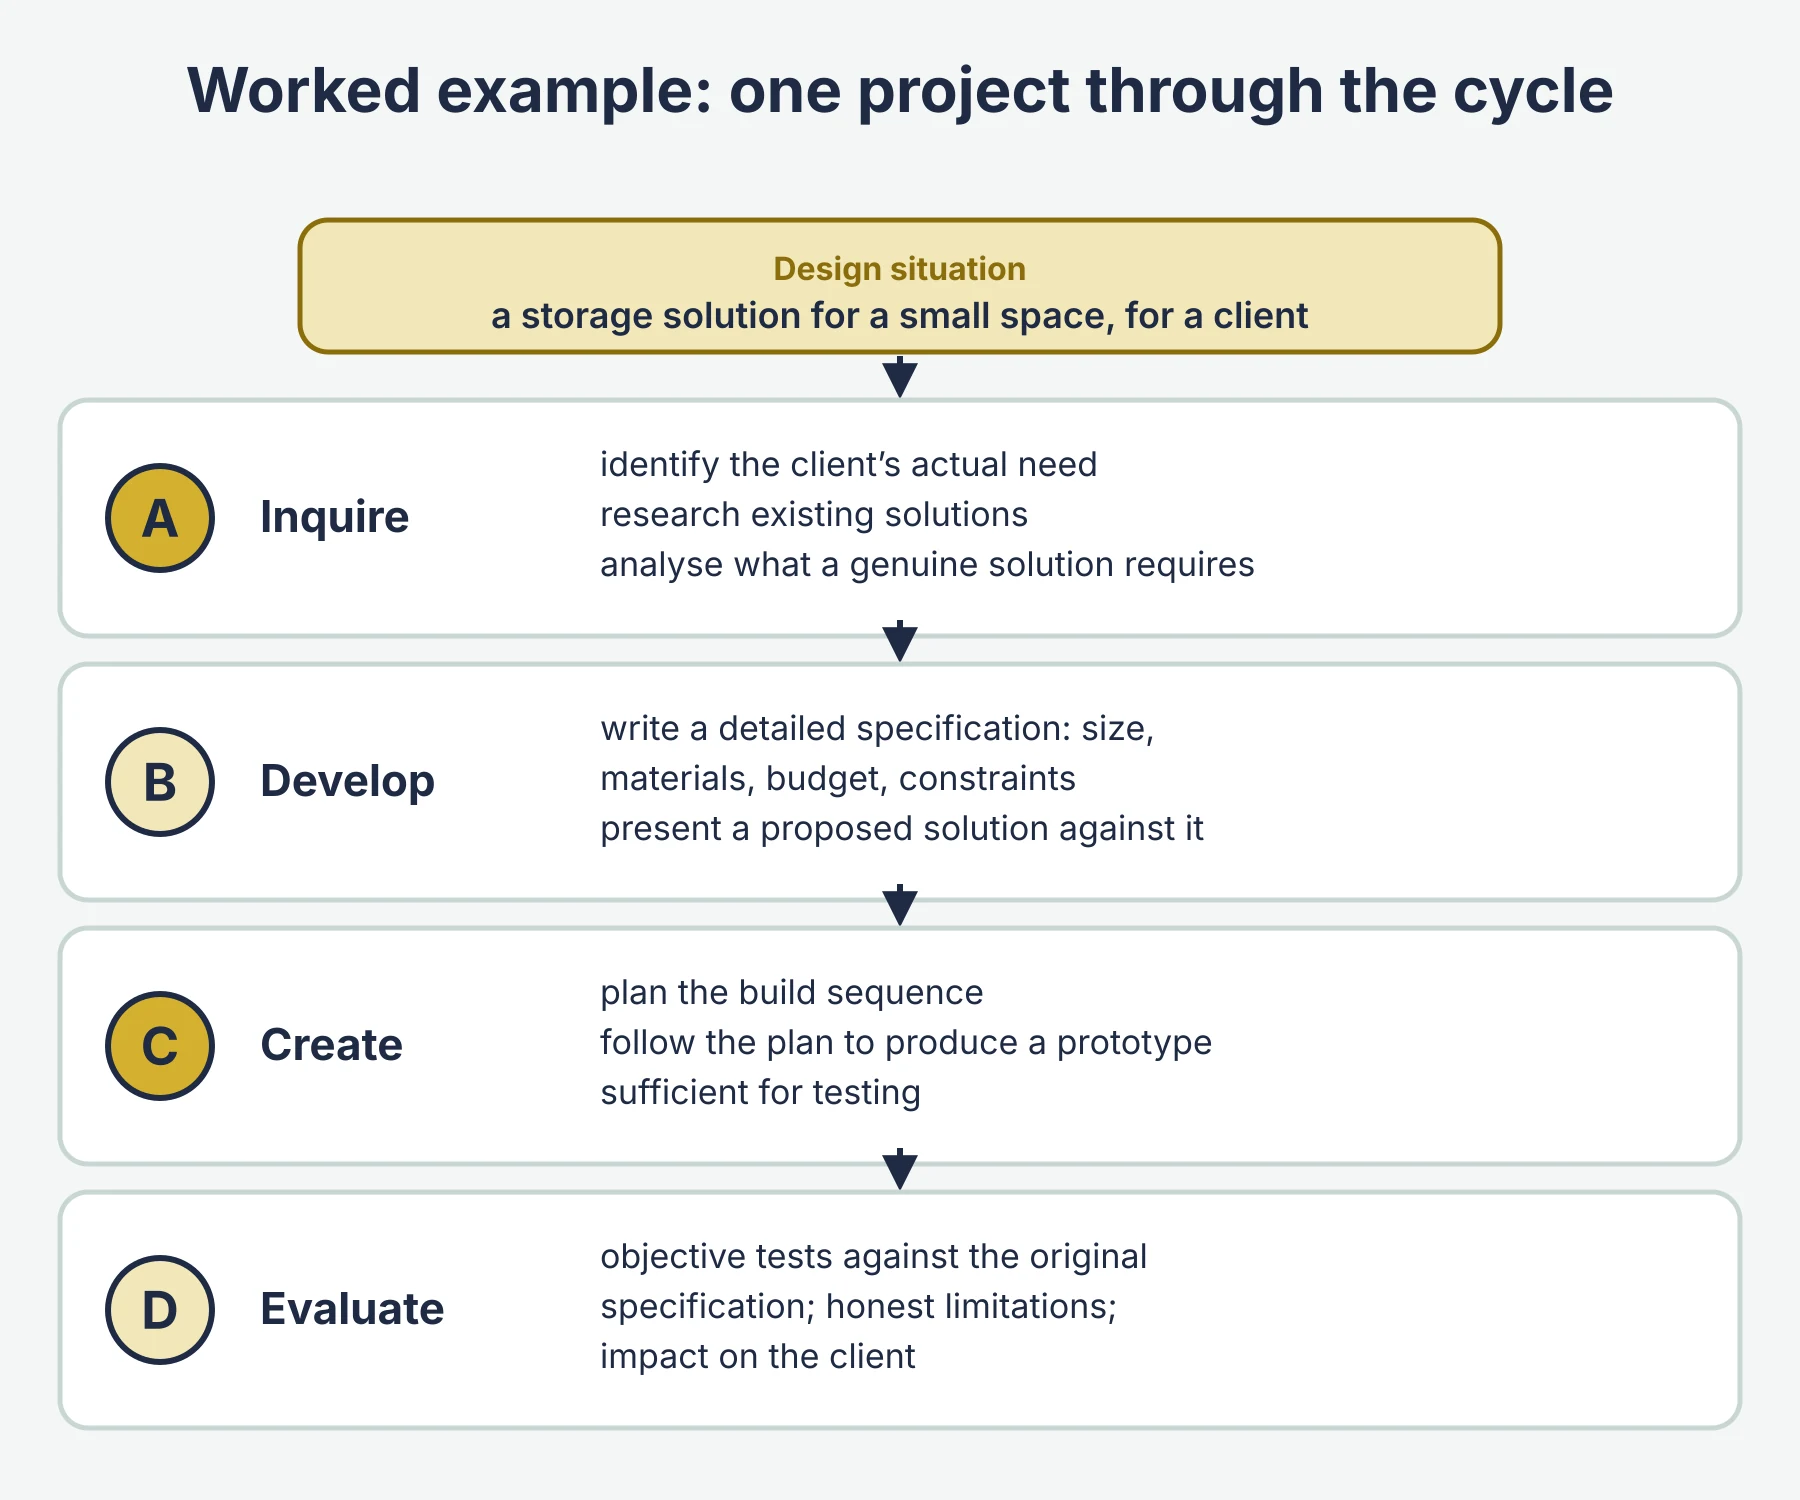 Worked example: one project through the cycle
Design situation
a storage solution for a small space, for a client
A
Inquire
identify the client’s actual need
research existing solutions
analyse what a genuine solution requires
B
Develop
write a detailed specification: size,
materials, budget, constraints
present a proposed solution against it
C
Create
plan the build sequence
follow the plan to produce a prototype
sufficient for testing
D
Evaluate
objective tests against the original
specification; honest limitations;
impact on the client